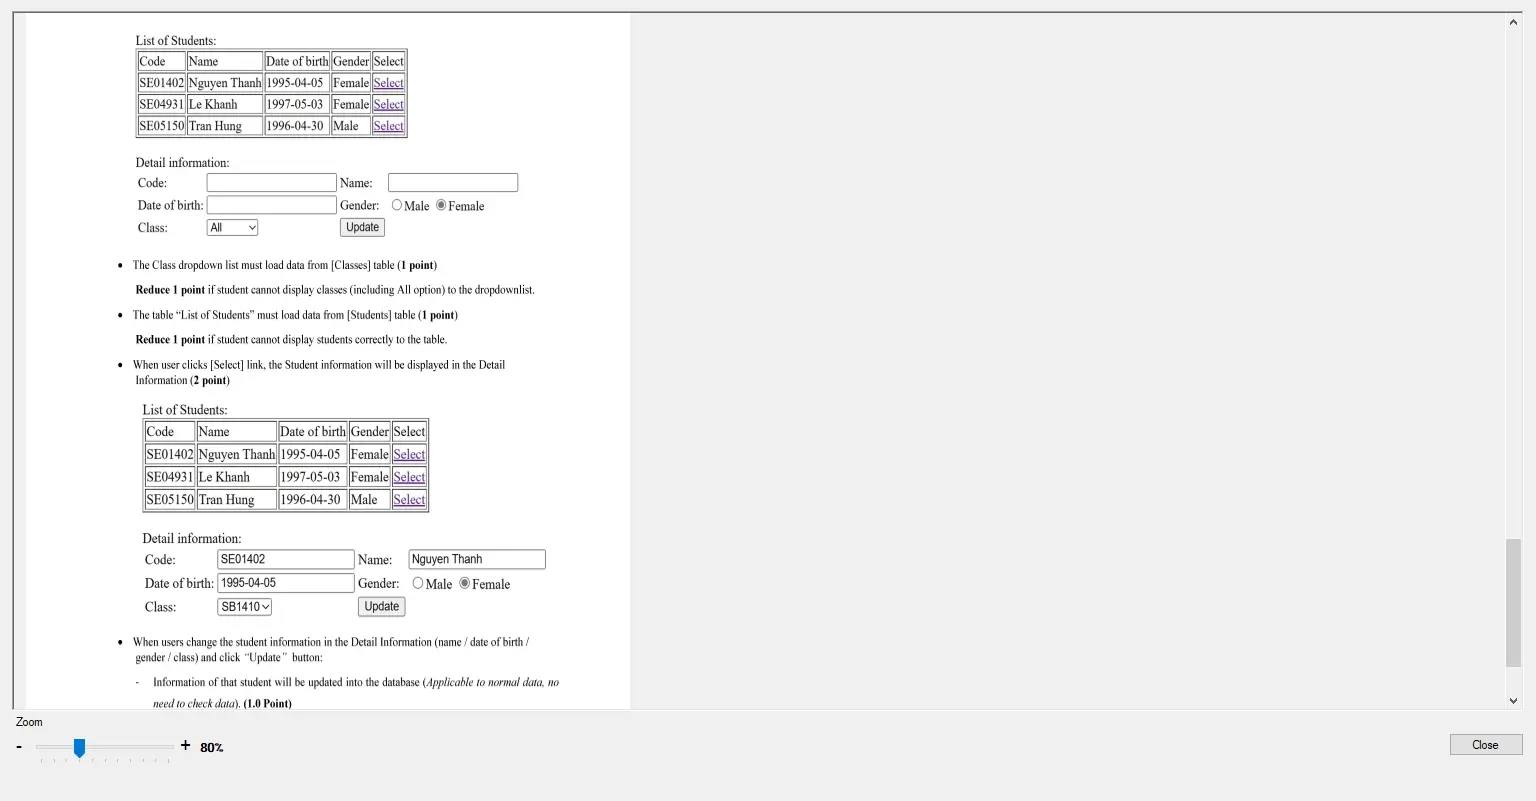 List of Students:
Code Name Date of birth Gender Select
SE01402 Nguyen Thanh 1995-04-05 Female Select
SE04931 Le Khanh 1997-05-03 Female Select
SE05150 Tran Hung 1996-04-30 Male Select
Detail information:
Code: Name:
Date of birth: Gender: Male Female
Class: All Update
• The Class dropdown list must load data from [Classes] table (1 point)
Reduce 1 point if student cannot display classes (including All option) to the dropdownlist.
• The table “List of Students” must load data from [Students] table (1 point)
Reduce 1 point if student cannot display students correctly to the table.
• When user clicks [Select] link, the Student information will be displayed in the Detail
Information (2 point)
List of Students:
Code Name Date of birth Gender Select
SE01402 Nguyen Thanh 1995-04-05 Female Select
SE04931 Le Khanh 1997-05-03 Female Select
SE05150 Tran Hung 1996-04-30 Male Select
Detail information:
Code: SE01402 Name: Nguyen Thanh
Date of birth: 1995-04-05 Gender: Male Female
Class: SB1410 Update
• When users change the student information in the Detail Information (name / date of birth /
gender / class) and click “Update” button:
- Information of that student will be updated into the database (Applicable to normal data, no
need to check data). (1.0 Point)
Zoom
- + 80%
Close